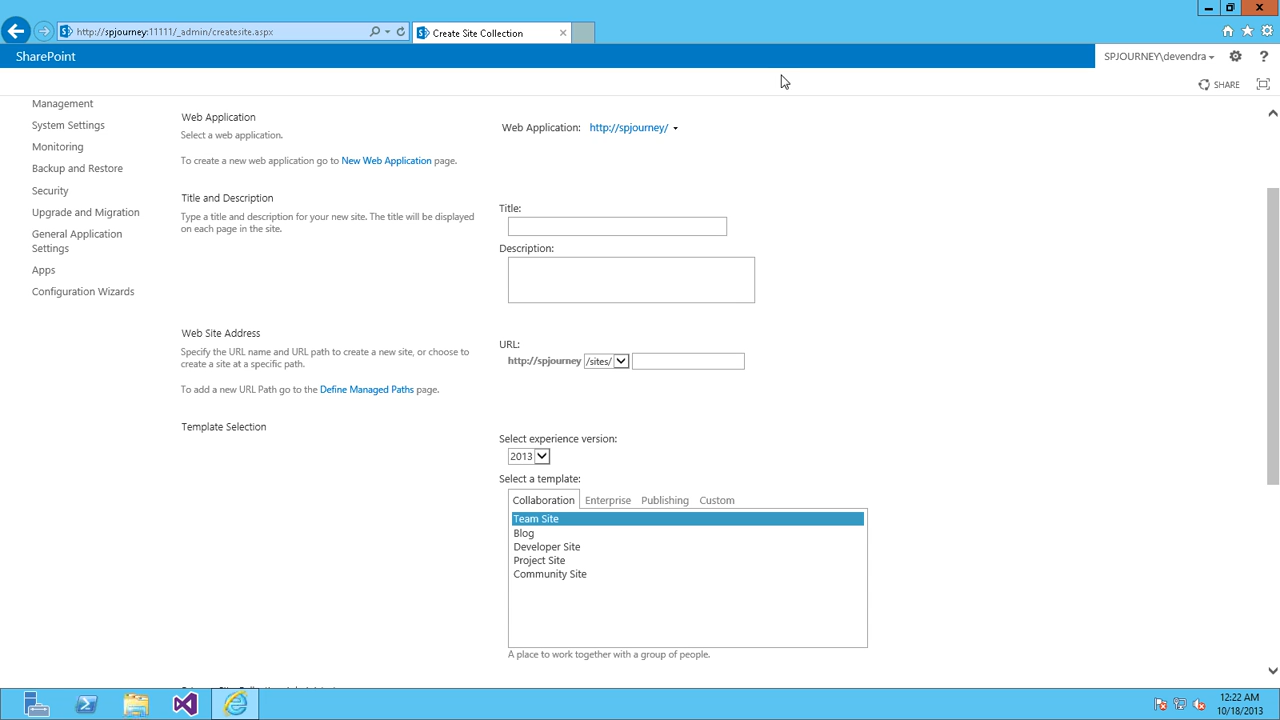 http://spjourney:11111/_admin/createsite.aspx
Create Site Collection
SharePoint
SPJOURNEY\devendra
SHARE
Management
System Settings
Monitoring
Backup and Restore
Security
Upgrade and Migration
General Application
Settings
Apps
Configuration Wizards
Web Application
Select a web application.
To create a new web application go to New Web Application page.
Web Application: http://spjourney/
Title and Description
Type a title and description for your new site. The title will be displayed
on each page in the site.
Title:
Description:
Web Site Address
Specify the URL name and URL path to create a new site, or choose to
create a site at a specific path.
To add a new URL Path go to the Define Managed Paths page.
URL:
http://spjourney /sites/
Template Selection
Select experience version:
2013
Select a template:
Collaboration Enterprise Publishing Custom
Team Site
Blog
Developer Site
Project Site
Community Site
A place to work together with a group of people.
12:22 AM
10/18/2013